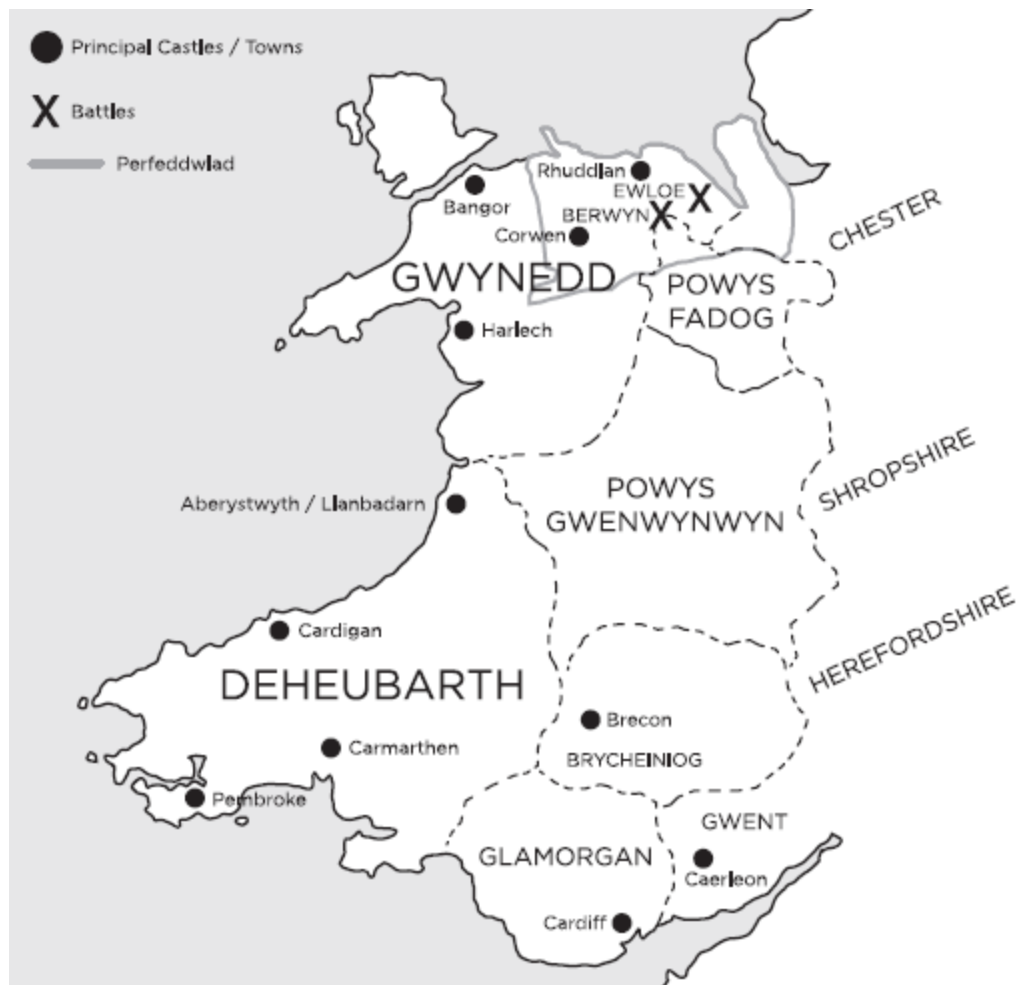 Principal Castles / Towns
X Battles
Perfeddwlad
Rhuddlan
EWLOE X
Bangor
BERWYN X
Corwen
CHESTER
GWYNEDD
POWYS
FADOG
Harlech
SHROPSHIRE
Aberystwyth / Llanbadarn
POWYS
GWENWYNWYN
HEREFORDSHIRE
Cardigan
DEHEUBARTH
Brecon
Carmarthen
BRYCHEINIOG
Pembroke
GWENT
GLAMORGAN
Caerleon
Cardiff